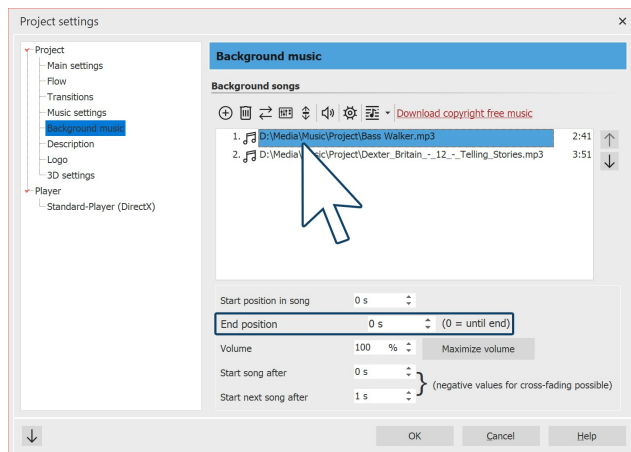 Project settings
Project
Main settings
Flow
Transitions
Music settings
Background music
Description
Logo
3D settings
Player
Standard-Player (DirectX)
Background music
Background songs
Download copyright free music
1. D:\Media\Music\Project\Bass Walker.mp3 2:41
2. D:\Media\ ic\Project\Dexter_Britain_-_12_-_Telling_Stories.mp3 3:51
Start position in song 0 s
End position 0 s (0 = until end)
Volume 100 % Maximize volume
Start song after 0 s
(negative values for cross-fading possible)
Start next song after 1 s
OK Cancel Help